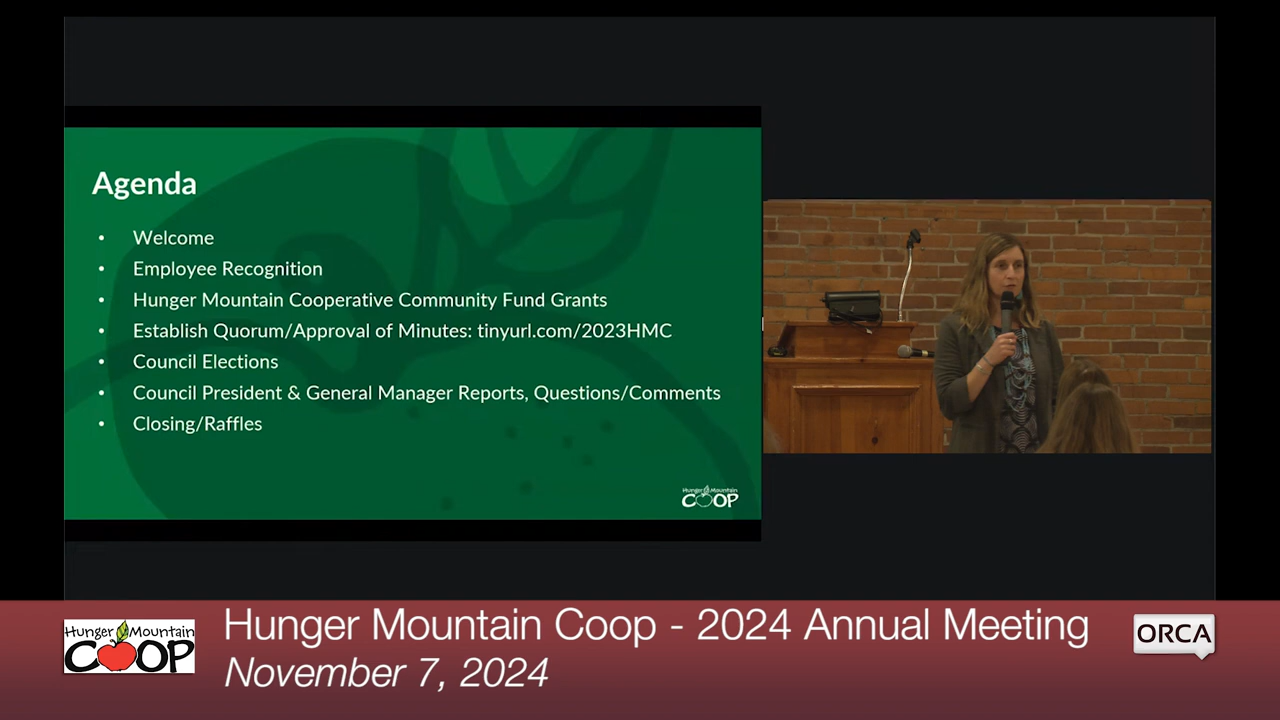 Agenda
• Welcome
• Employee Recognition
• Hunger Mountain Cooperative Community Fund Grants
• Establish Quorum/Approval of Minutes: tinyurl.com/2023HMC
• Council Elections
• Council President & General Manager Reports, Questions/Comments
• Closing/Raffles
Hunger Mountain
COOP
Hunger Mountain
COOP
Hunger Mountain Coop - 2024 Annual Meeting
November 7, 2024
ORCA